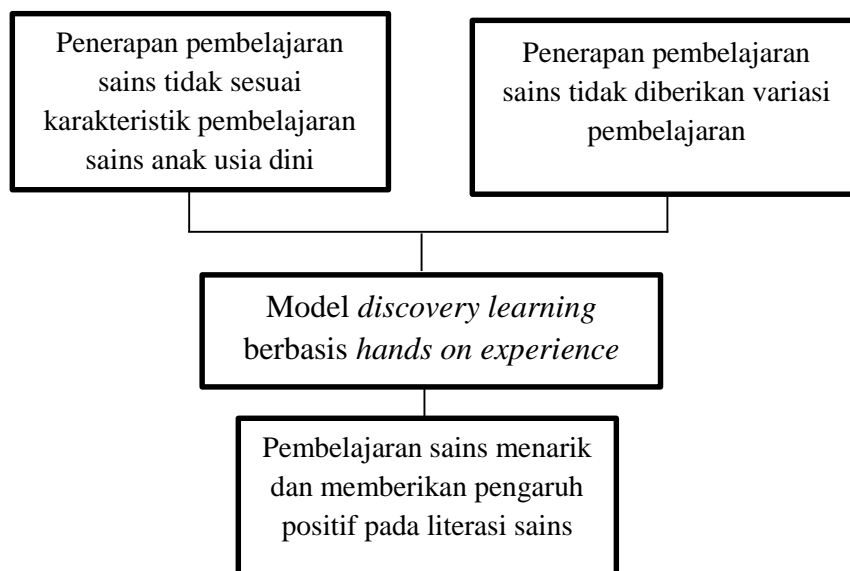 Penerapan pembelajaran
sains tidak sesuai
karakteristik pembelajaran
sains anak usia dini
Penerapan pembelajaran
sains tidak diberikan variasi
pembelajaran
Model discovery learning
berbasis hands on experience
Pembelajaran sains menarik
dan memberikan pengaruh
positif pada literasi sains